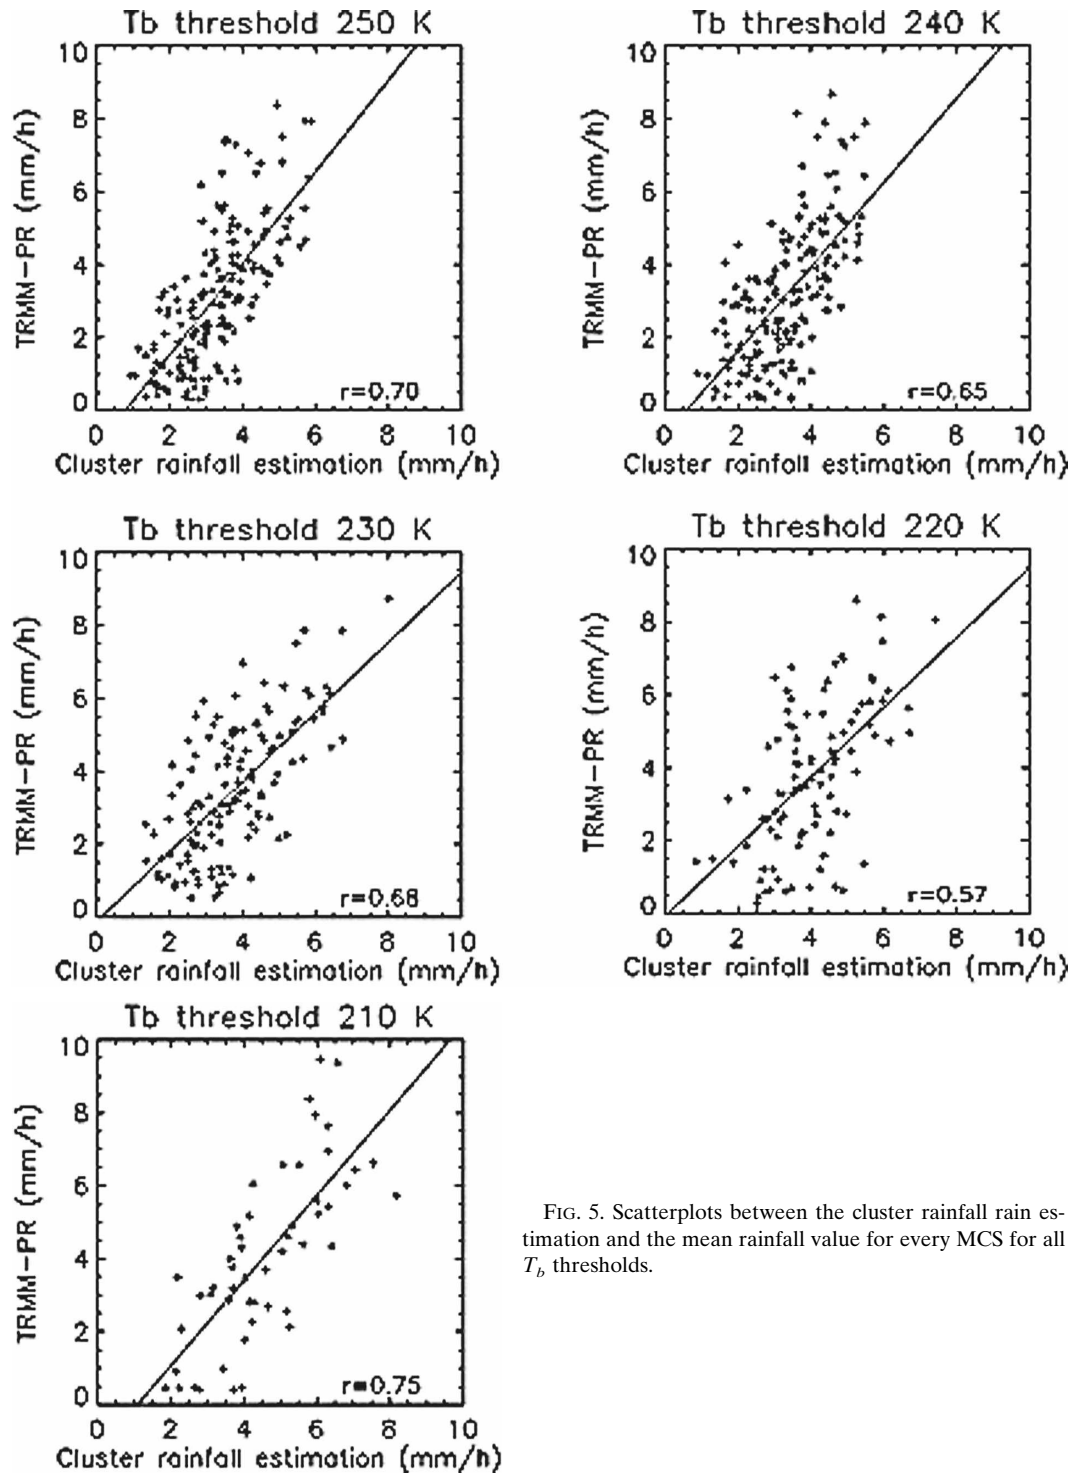 Tb threshold 250 K
TRMM-PR (mm/h)
10
8
6
4
2
0
r=0.70
0 2 4 6 8 10
Cluster rainfall estimation (mm/h)
Tb threshold 240 K
TRMM-PR (mm/h)
10
8
6
4
2
0
r=0.65
0 2 4 6 8 10
Cluster rainfall estimation (mm/h)
Tb threshold 230 K
TRMM-PR (mm/h)
10
8
6
4
2
0
r=0.68
0 2 4 6 8 10
Cluster rainfall estimation (mm/h)
Tb threshold 220 K
TRMM-PR (mm/h)
10
8
6
4
2
0
r=0.57
0 2 4 6 8 10
Cluster rainfall estimation (mm/h)
Tb threshold 210 K
TRMM-PR (mm/h)
10
8
6
4
2
0
r=0.75
0 2 4 6 8 10
Cluster rainfall estimation (mm/h)
FIG. 5. Scatterplots between the cluster rainfall rain es-
timation and the mean rainfall value for every MCS for all
T_b thresholds.